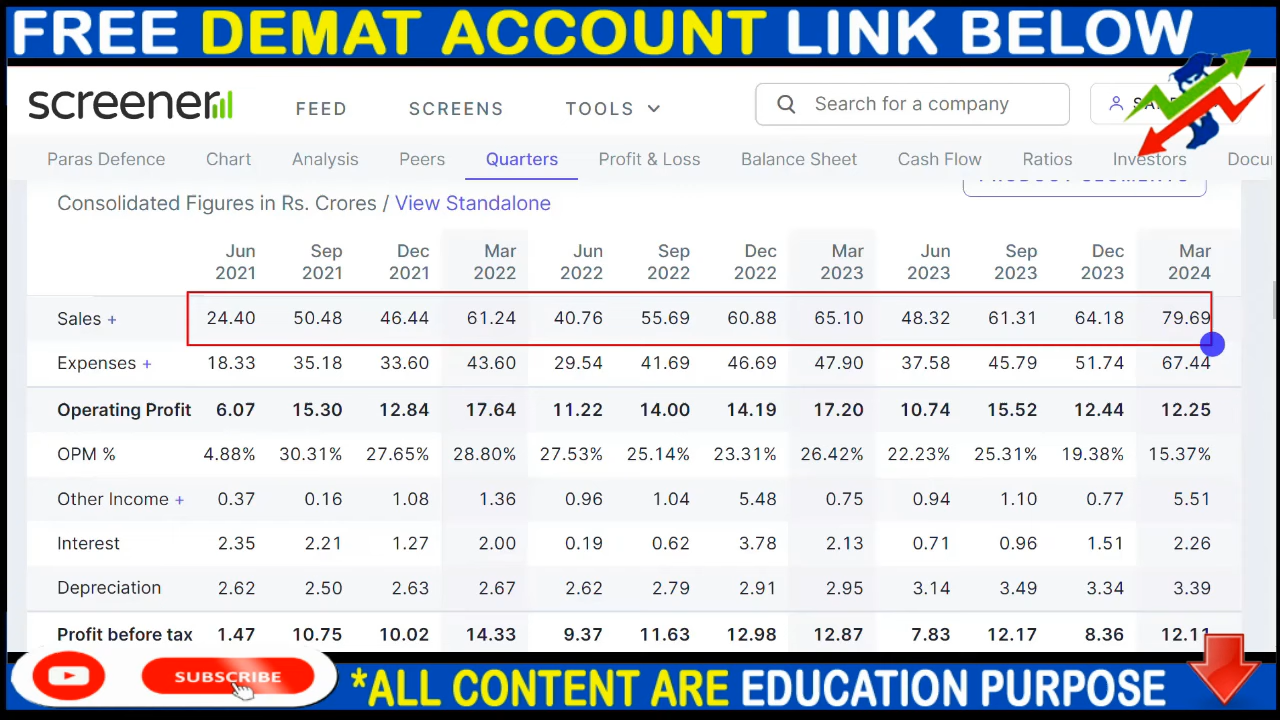 FREE DEMAT ACCOUNT LINK BELOW
screener FEED SCREENS TOOLS Search for a company
Paras Defence Chart Analysis Peers Quarters Profit & Loss Balance Sheet Cash Flow Ratios Investors Docu
PRODUCT SEGMENTS
Consolidated Figures in Rs. Crores / View Standalone
Jun 2021 Sep 2021 Dec 2021 Mar 2022 Jun 2022 Sep 2022 Dec 2022 Mar 2023 Jun 2023 Sep 2023 Dec 2023 Mar 2024
Sales + 24.40 50.48 46.44 61.24 40.76 55.69 60.88 65.10 48.32 61.31 64.18 79.69
Expenses + 18.33 35.18 33.60 43.60 29.54 41.69 46.69 47.90 37.58 45.79 51.74 67.44
Operating Profit 6.07 15.30 12.84 17.64 11.22 14.00 14.19 17.20 10.74 15.52 12.44 12.25
OPM % 4.88% 30.31% 27.65% 28.80% 27.53% 25.14% 23.31% 26.42% 22.23% 25.31% 19.38% 15.37%
Other Income + 0.37 0.16 1.08 1.36 0.96 1.04 5.48 0.75 0.94 1.10 0.77 5.51
Interest 2.35 2.21 1.27 2.00 0.19 0.62 3.78 2.13 0.71 0.96 1.51 2.26
Depreciation 2.62 2.50 2.63 2.67 2.62 2.79 2.91 2.95 3.14 3.49 3.34 3.39
Profit before tax 1.47 10.75 10.02 14.33 9.37 11.63 12.98 12.87 7.83 12.17 8.36 12.11
SUBSCRIBE *ALL CONTENT ARE EDUCATION PURPOSE